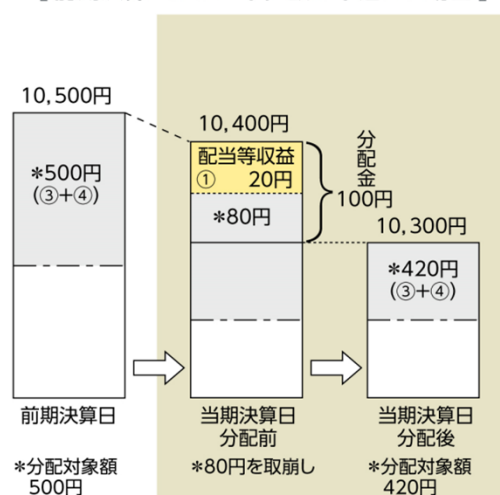 10,500円
*500円
(③+④)
前期決算日
*分配対象額
500円
10,400円
配当等収益
① 20円
*80円
分配金
100円
当期決算日
分配前
*80円を取崩し
10,300円
*420円
(③+④)
当期決算日
分配後
*分配対象額
420円